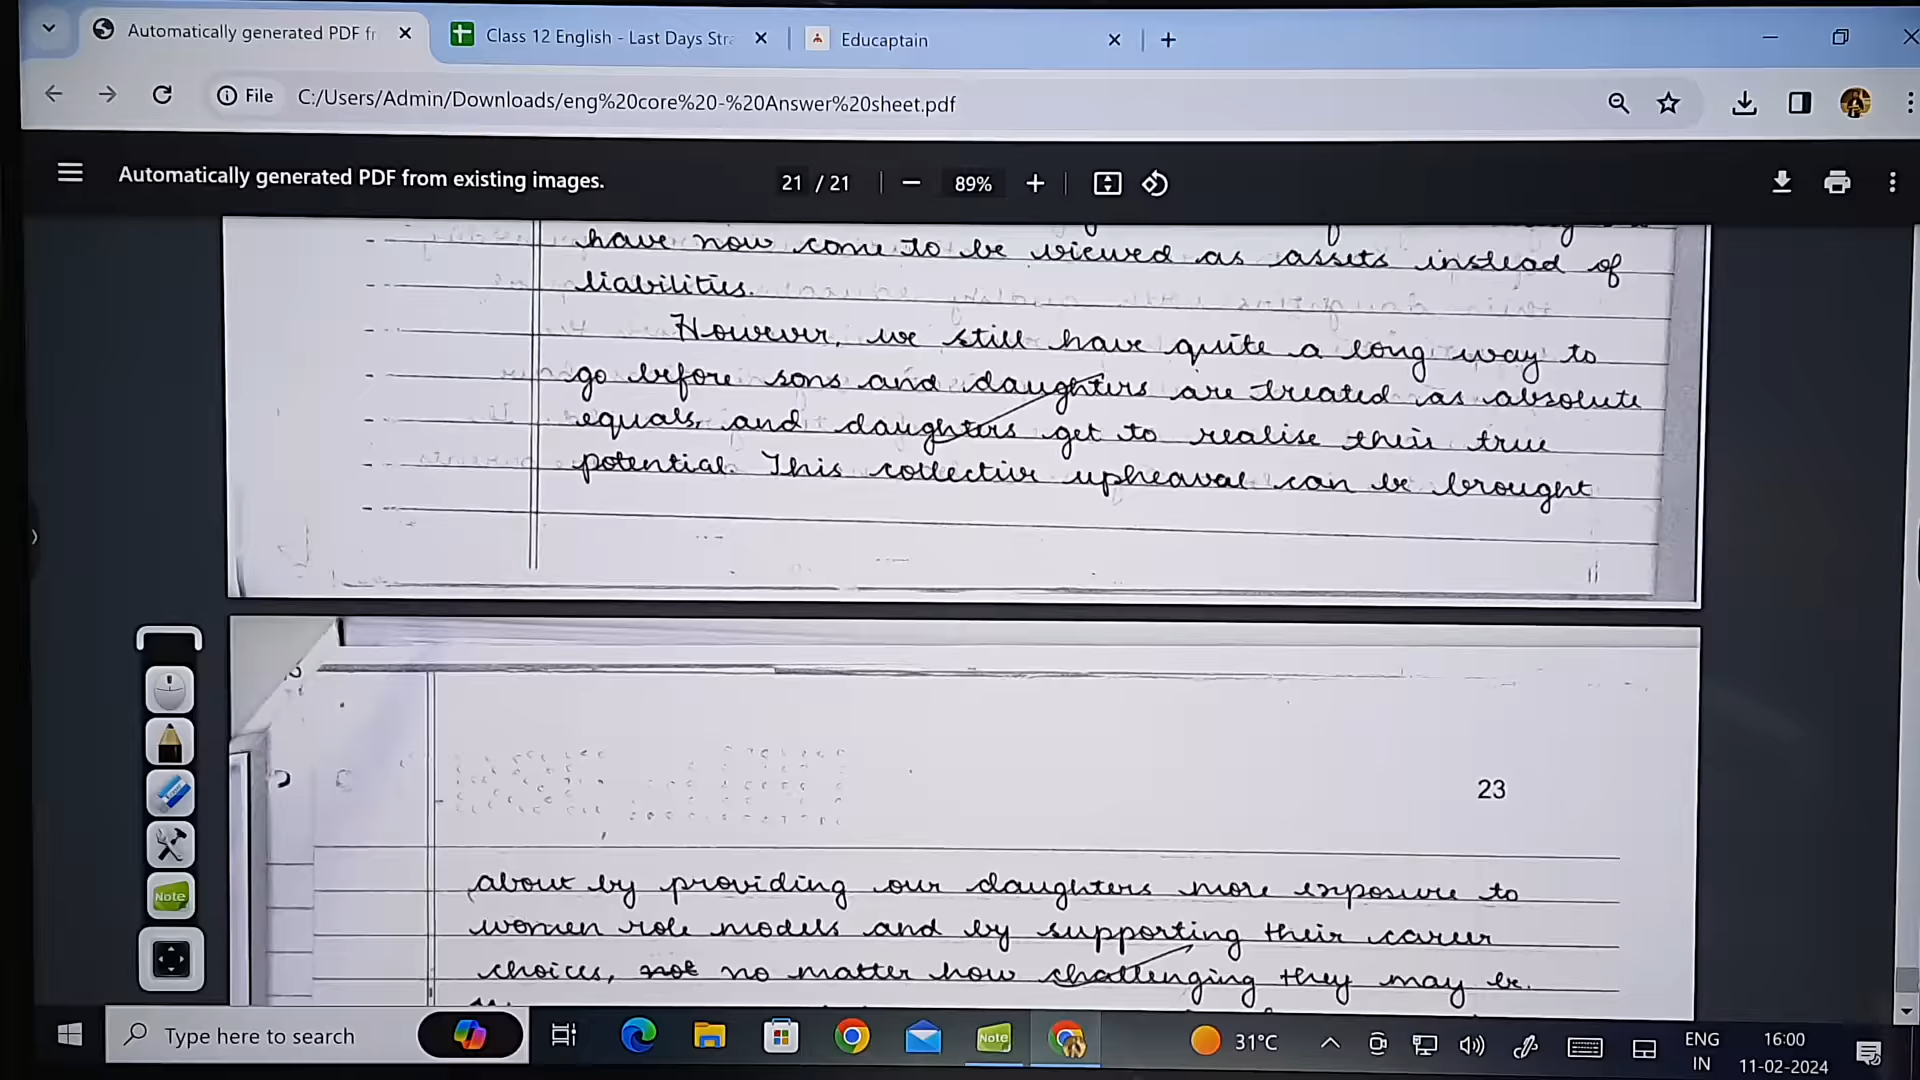 Automatically generated PDF fr
Class 12 English - Last Days Stra
Educaptain
File C:/Users/Admin/Downloads/eng%20core%20-%20Answer%20sheet.pdf
Automatically generated PDF from existing images.
21 / 21
89%
have now come to be viewed as assets instead of
liabilities.
However, we still have quite a long way to
go before sons and daughters are treated as absolute
equals, and daughters get to realise their true
potential. This collective upheaval can be brought
23
about by providing our daughters more exposure to
women role models and by supporting their career
choices, not no matter how challenging they may be.
Note
Type here to search
Note
31°C
ENG
IN
16:00
11-02-2024